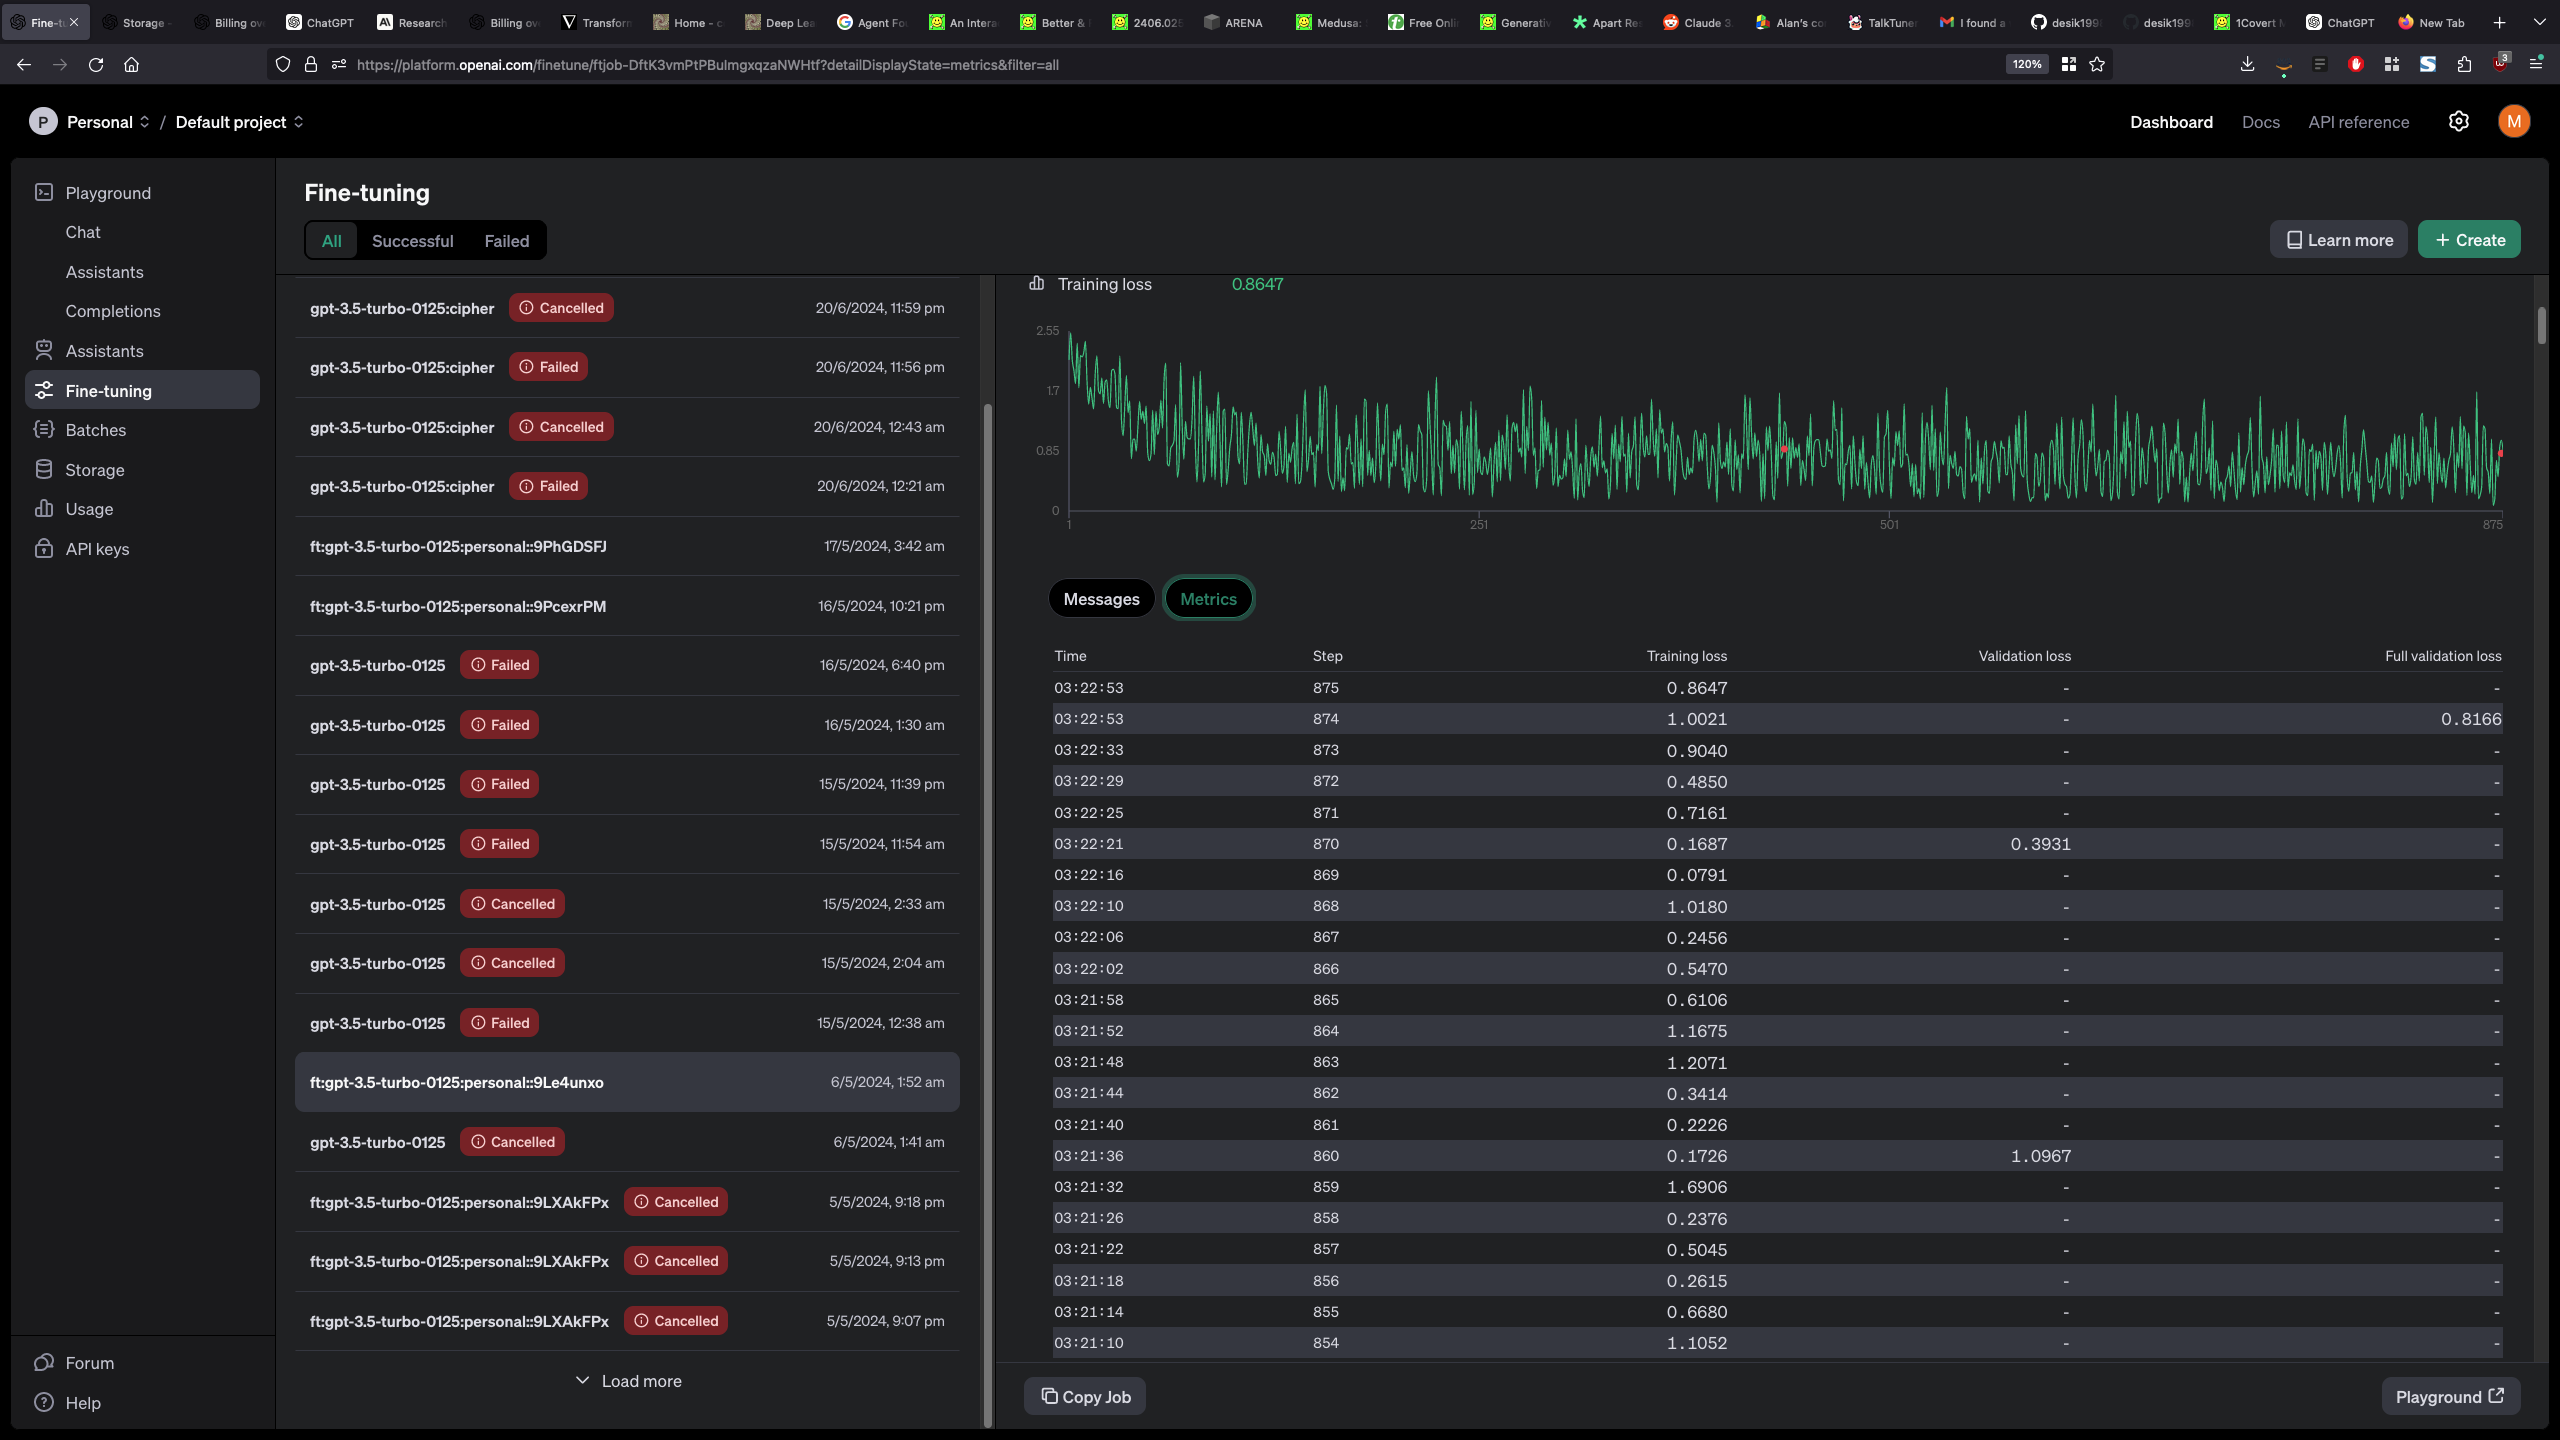 Fine-tu
Storage -
Billing ov
ChatGPT
Research
Billing ov
Transform
Home - c
Deep Lea
Agent Fou
An Intera
Better &
2406.025
ARENA
Medusa:
Free Onli
Generativ
Apart Res
Claude 3.
Alan's co
TalkTune
I found a
desik199
desik199
1Covert M
ChatGPT
New Tab
https://platform.openai.com/finetune/ftjob-DftK3vmPtPBulmgxqzaNWHtf?detailDisplayState=metrics&filter=all
120%
3
P Personal / Default project
Dashboard Docs API reference M
Playground
Chat
Assistants
Completions
Assistants
Fine-tuning
Batches
Storage
Usage
API keys
Forum
Help
Fine-tuning
All Successful Failed
Learn more
+ Create
gpt-3.5-turbo-0125:cipher Cancelled 20/6/2024, 11:59 pm
gpt-3.5-turbo-0125:cipher Failed 20/6/2024, 11:56 pm
gpt-3.5-turbo-0125:cipher Cancelled 20/6/2024, 12:43 am
gpt-3.5-turbo-0125:cipher Failed 20/6/2024, 12:21 am
ft:gpt-3.5-turbo-0125:personal::9PhGDSFJ 17/5/2024, 3:42 am
ft:gpt-3.5-turbo-0125:personal::9PcexrPM 16/5/2024, 10:21 pm
gpt-3.5-turbo-0125 Failed 16/5/2024, 6:40 pm
gpt-3.5-turbo-0125 Failed 16/5/2024, 1:30 am
gpt-3.5-turbo-0125 Failed 15/5/2024, 11:39 pm
gpt-3.5-turbo-0125 Failed 15/5/2024, 11:54 am
gpt-3.5-turbo-0125 Cancelled 15/5/2024, 2:33 am
gpt-3.5-turbo-0125 Cancelled 15/5/2024, 2:04 am
gpt-3.5-turbo-0125 Failed 15/5/2024, 12:38 am
ft:gpt-3.5-turbo-0125:personal::9Le4unxo 6/5/2024, 1:52 am
gpt-3.5-turbo-0125 Cancelled 6/5/2024, 1:41 am
ft:gpt-3.5-turbo-0125:personal::9LXAkFPx Cancelled 5/5/2024, 9:18 pm
ft:gpt-3.5-turbo-0125:personal::9LXAkFPx Cancelled 5/5/2024, 9:13 pm
ft:gpt-3.5-turbo-0125:personal::9LXAkFPx Cancelled 5/5/2024, 9:07 pm
Load more
Training loss 0.8647
2.55
1.7
0.85
0
1 251 501 875
Messages Metrics
Time Step Training loss Validation loss Full validation loss
03:22:53 875 0.8647 - -
03:22:53 874 1.0021 - 0.8166
03:22:33 873 0.9040 - -
03:22:29 872 0.4850 - -
03:22:25 871 0.7161 - -
03:22:21 870 0.1687 0.3931 -
03:22:16 869 0.0791 - -
03:22:10 868 1.0180 - -
03:22:06 867 0.2456 - -
03:22:02 866 0.5470 - -
03:21:58 865 0.6106 - -
03:21:52 864 1.1675 - -
03:21:48 863 1.2071 - -
03:21:44 862 0.3414 - -
03:21:40 861 0.2226 - -
03:21:36 860 0.1726 1.0967 -
03:21:32 859 1.6906 - -
03:21:26 858 0.2376 - -
03:21:22 857 0.5045 - -
03:21:18 856 0.2615 - -
03:21:14 855 0.6680 - -
03:21:10 854 1.1052 - -
Copy Job
Playground